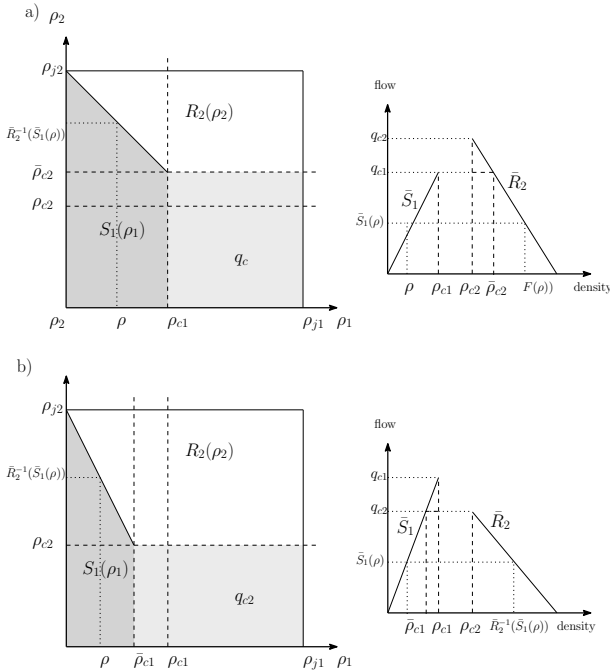 a)
ρ2
ρj2
R2(ρ2)
R̄2⁻¹(S̄1(ρ))
ρ̄c2
ρc2
S1(ρ1)
qc
ρ2
ρ
ρc1
ρj1
ρ1
flow
qc2
qc1
S̄1
R̄2
S̄1(ρ)
ρ
ρc1
ρc2
ρ̄c2
F(ρ))
density
b)
ρj2
R2(ρ2)
R̄2⁻¹(S̄1(ρ))
ρc2
S1(ρ1)
qc2
ρ
ρ̄c1
ρc1
ρj1
ρ1
flow
qc1
qc2
S̄1
R̄2
S̄1(ρ)
ρ̄c1
ρc1
ρc2
R̄2⁻¹(S̄1(ρ))
density